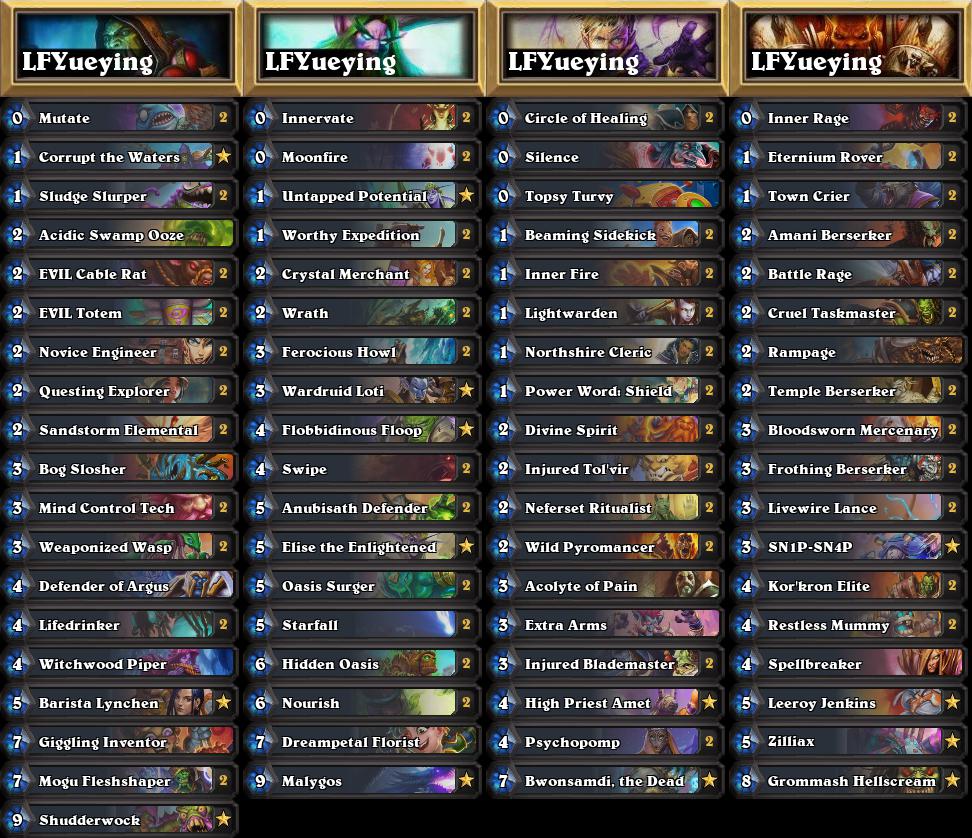 LFYueying
0 Mutate 2
1 Corrupt the Waters
1 Sludge Slurper 2
2 Acidic Swamp Ooze
2 EVIL Cable Rat 2
2 EVIL Totem 2
2 Novice Engineer 2
2 Questing Explorer 2
2 Sandstorm Elemental 2
3 Bog Slosher
3 Mind Control Tech 2
3 Weaponized Wasp 2
4 Defender of Argus
4 Lifedrinker 2
4 Witchwood Piper
5 Barista Lynchen
7 Giggling Inventor
7 Mogu Fleshshaper 2
9 Shudderwock
LFYueying
0 Innervate 2
0 Moonfire 2
1 Untapped Potential
1 Worthy Expedition 2
2 Crystal Merchant 2
2 Wrath 2
3 Ferocious Howl 2
3 Wardruid Loti
4 Flobbidinous Floop
4 Swipe 2
5 Anubisath Defender 2
5 Elise the Enlightened
5 Oasis Surger 2
5 Starfall 2
6 Hidden Oasis 2
6 Nourish 2
7 Dreampetal Florist
9 Malygos
LFYueying
0 Circle of Healing 2
0 Silence
0 Topsy Turvy
1 Beaming Sidekick 2
1 Inner Fire 2
1 Lightwarden 2
1 Northshire Cleric 2
1 Power Word: Shield 2
2 Divine Spirit 2
2 Injured Tol'vir 2
2 Neferset Ritualist 2
2 Wild Pyromancer 2
3 Acolyte of Pain
3 Extra Arms
3 Injured Blademaster 2
4 High Priest Amet
4 Psychopomp 2
7 Bwonsamdi, the Dead
LFYueying
0 Inner Rage 2
1 Eternium Rover 2
1 Town Crier 2
2 Amani Berserker 2
2 Battle Rage 2
2 Cruel Taskmaster 2
2 Rampage
2 Temple Berserker 2
3 Bloodsworn Mercenary 2
3 Frothing Berserker 2
3 Livewire Lance 2
3 SN1P-SN4P
4 Kor'kron Elite 2
4 Restless Mummy 2
4 Spellbreaker
5 Leeroy Jenkins
5 Zilliax
8 Grommash Hellscream